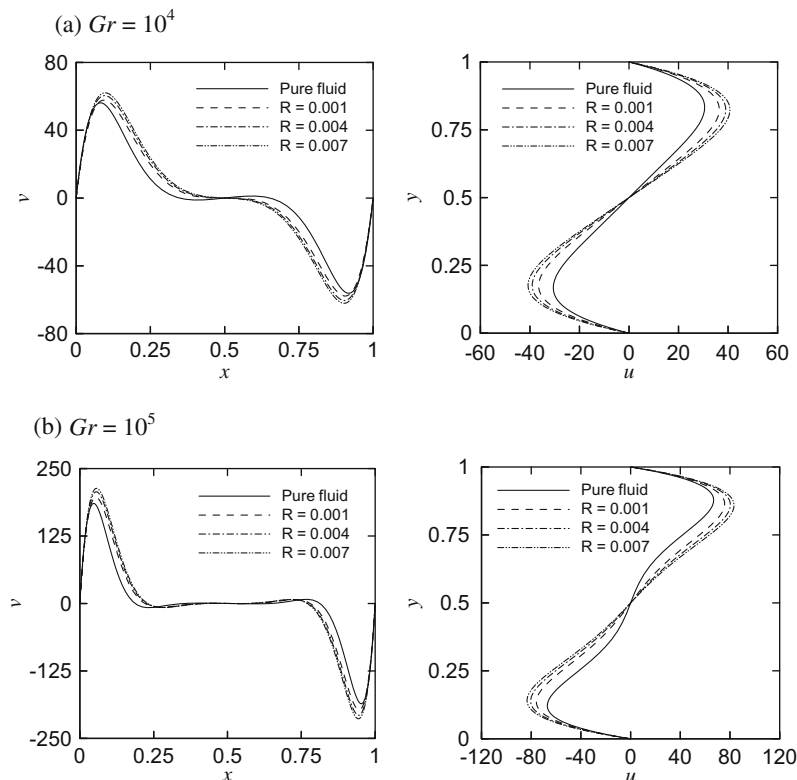 (a) Gr = 10^4
80
40
0
-40
-80
v
0
0.25
0.5
0.75
1
x
Pure fluid
R = 0.001
R = 0.004
R = 0.007
1
0.75
0.5
0.25
0
y
-60
-40
-20
0
20
40
60
u
Pure fluid
R = 0.001
R = 0.004
R = 0.007
(b) Gr = 10^5
250
125
0
-125
-250
v
0
0.25
0.5
0.75
1
x
Pure fluid
R = 0.001
R = 0.004
R = 0.007
1
0.75
0.5
0.25
0
y
-120
-80
-40
0
40
80
120
u
Pure fluid
R = 0.001
R = 0.004
R = 0.007